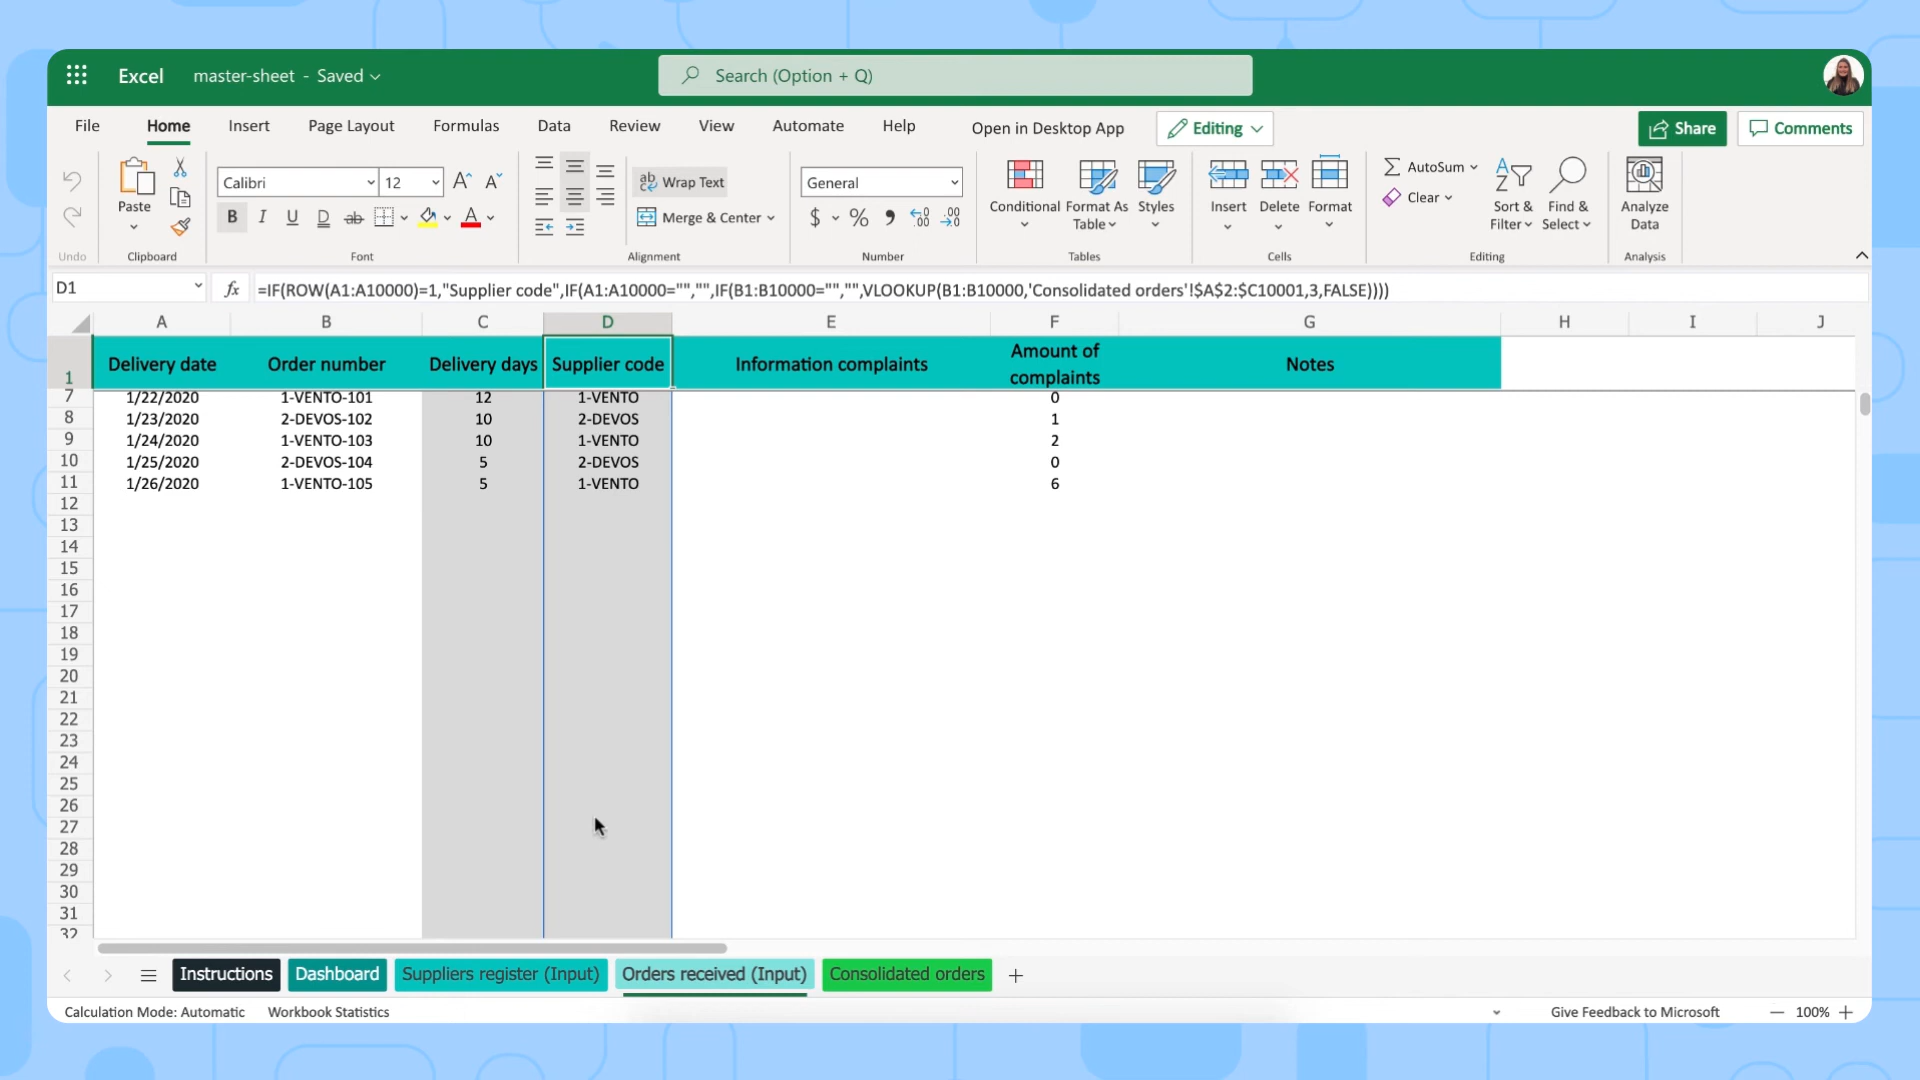 Excel master-sheet - Saved
Search (Option + Q)
File Home Insert Page Layout Formulas Data Review View Automate Help Open in Desktop App Editing Share Comments
Paste
Calibri 12 A A
B I U D ab A
ab Wrap Text
Merge & Center
General
$ % , .00 .00
Conditional Format As Table Styles
Insert Delete Format
AutoSum
Clear
Sort & Filter Find & Select
Analyze Data
Undo Clipboard Font Alignment Number Tables Cells Editing Analysis
D1 fx =IF(ROW(A1:A10000)=1,"Supplier code",IF(A1:A10000="","",IF(B1:B10000="","",VLOOKUP(B1:B10000,'Consolidated orders'!$A$2:$C10001,3,FALSE))))
A B C D E F G H I J
1 Delivery date Order number Delivery days Supplier code Information complaints Amount of complaints Notes
7 1/22/2020 1-VENTO-101 12 1-VENTO 0
8 1/23/2020 2-DEVOS-102 10 2-DEVOS 1
9 1/24/2020 1-VENTO-103 10 1-VENTO 2
10 1/25/2020 2-DEVOS-104 5 2-DEVOS 0
11 1/26/2020 1-VENTO-105 5 1-VENTO 6
12
13
14
15
16
17
18
19
20
21
22
23
24
25
26
27
28
29
30
31
32
Instructions Dashboard Suppliers register (Input) Orders received (Input) Consolidated orders +
Calculation Mode: Automatic Workbook Statistics Give Feedback to Microsoft — 100% +